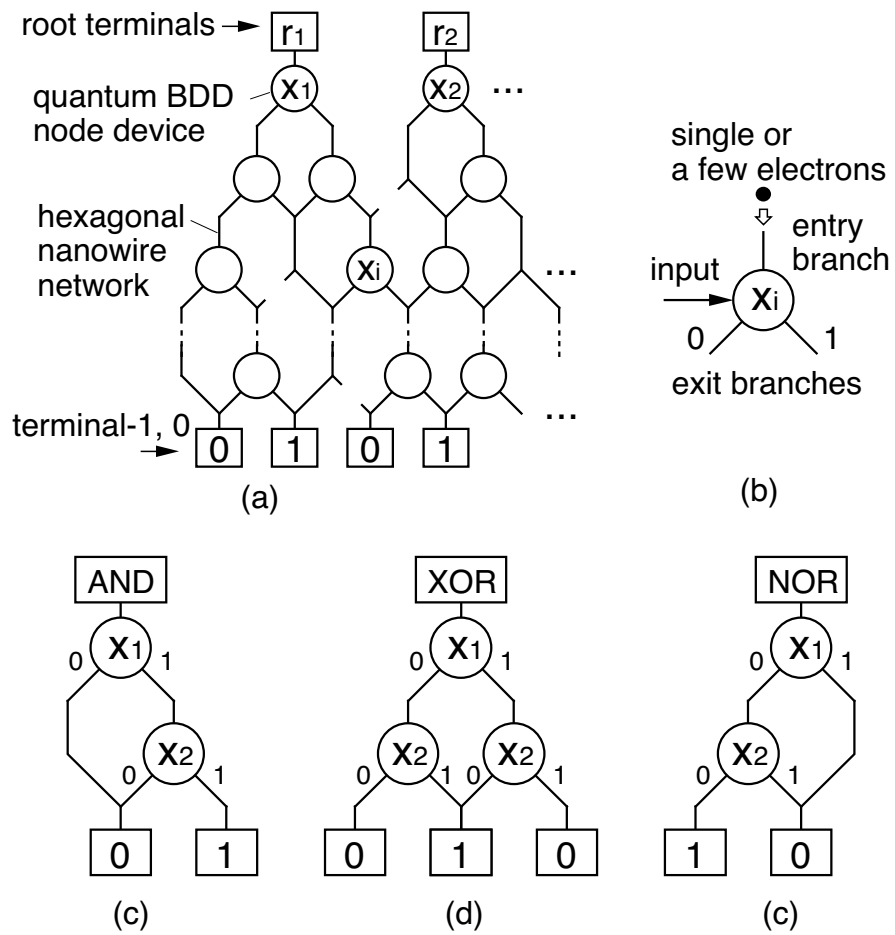 root terminals
r1
r2
quantum BDD
node device
x1
x2
...
hexagonal
nanowire
network
xi
...
terminal-1, 0
0
1
0
1
...
(a)
single or
a few electrons
entry
branch
input
xi
0
1
exit branches
(b)
AND
x1
0
1
x2
0
1
0
1
(c)
XOR
x1
0
1
x2
x2
0
1
0
1
0
1
0
(d)
NOR
x1
0
1
x2
0
1
1
0
(c)